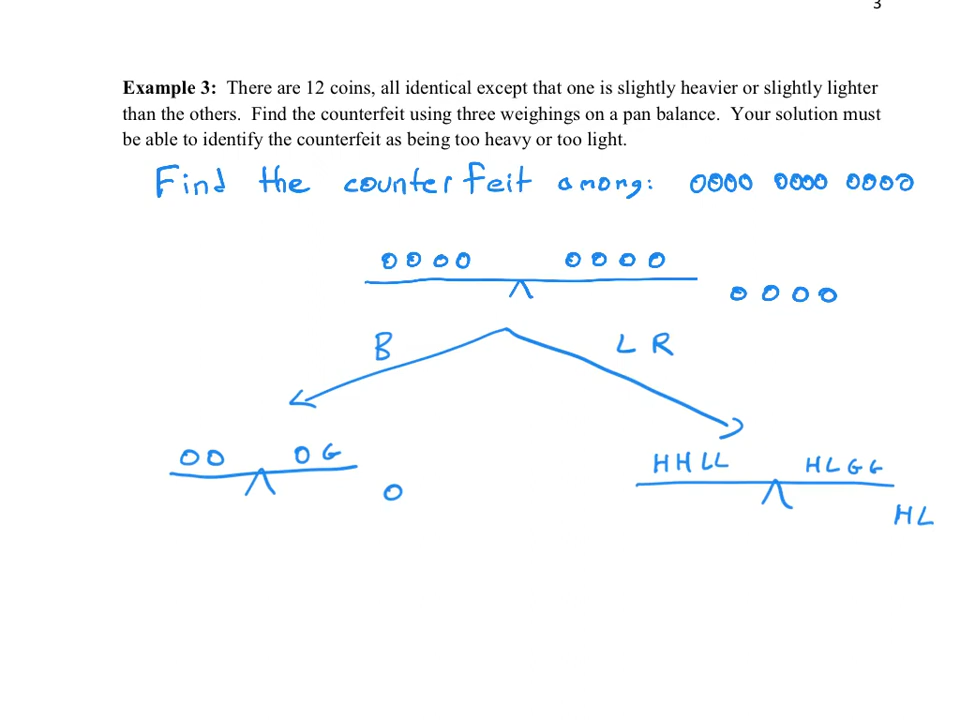 3
Example 3: There are 12 coins, all identical except that one is slightly heavier or slightly lighter
than the others. Find the counterfeit using three weighings on a pan balance. Your solution must
be able to identify the counterfeit as being too heavy or too light.
Find the counterfeit among: 0000 0000 0000
0000 0000
0000
B L R
00 0G HHLL HLGG
0 HL